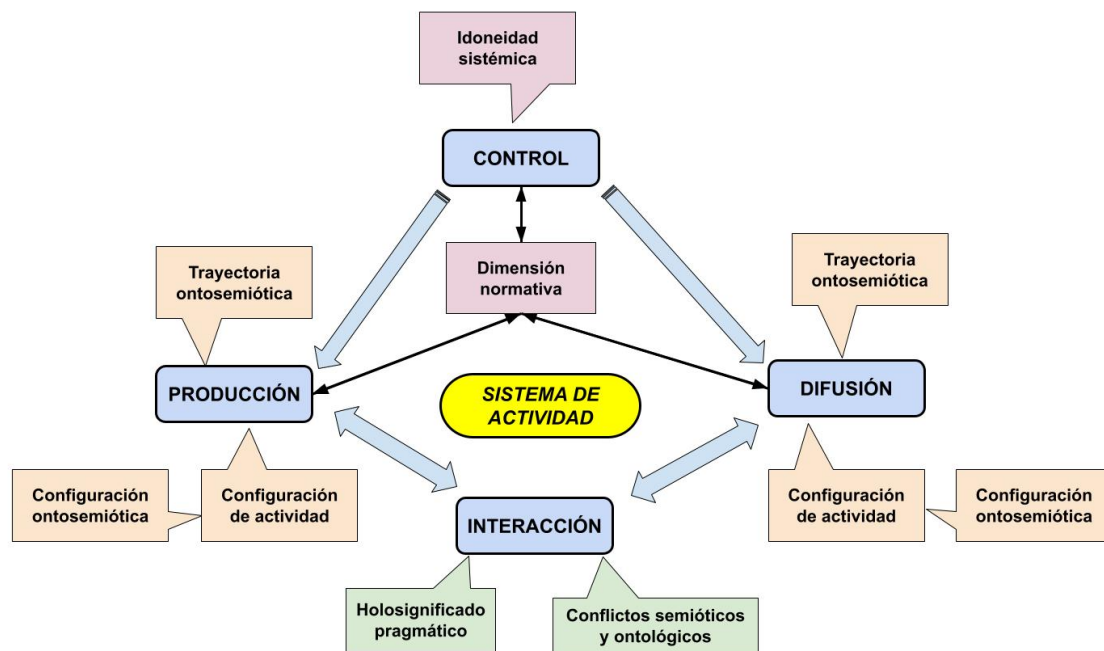 Idoneidad
sistémica
CONTROL
Dimensión
normativa
Trayectoria
ontosemiótica
Trayectoria
ontosemiótica
PRODUCCIÓN
SISTEMA DE
ACTIVIDAD
DIFUSIÓN
Configuración
ontosemiótica
Configuración
de actividad
INTERACCIÓN
Configuración
de actividad
Configuración
ontosemiótica
Holosignificado
pragmático
Conflictos semióticos
y ontológicos